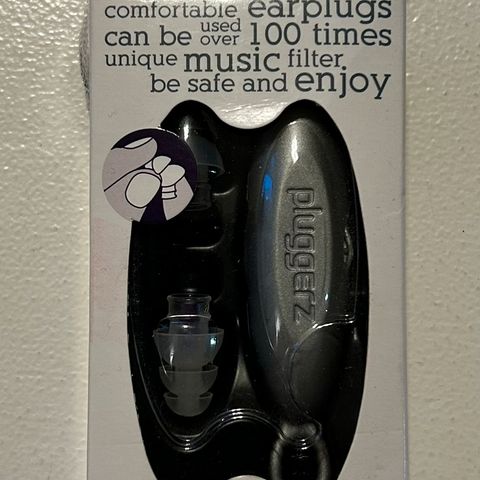 comfortable earplugs
can be used over 100 times
unique music filter
be safe and enjoy
pluggerz